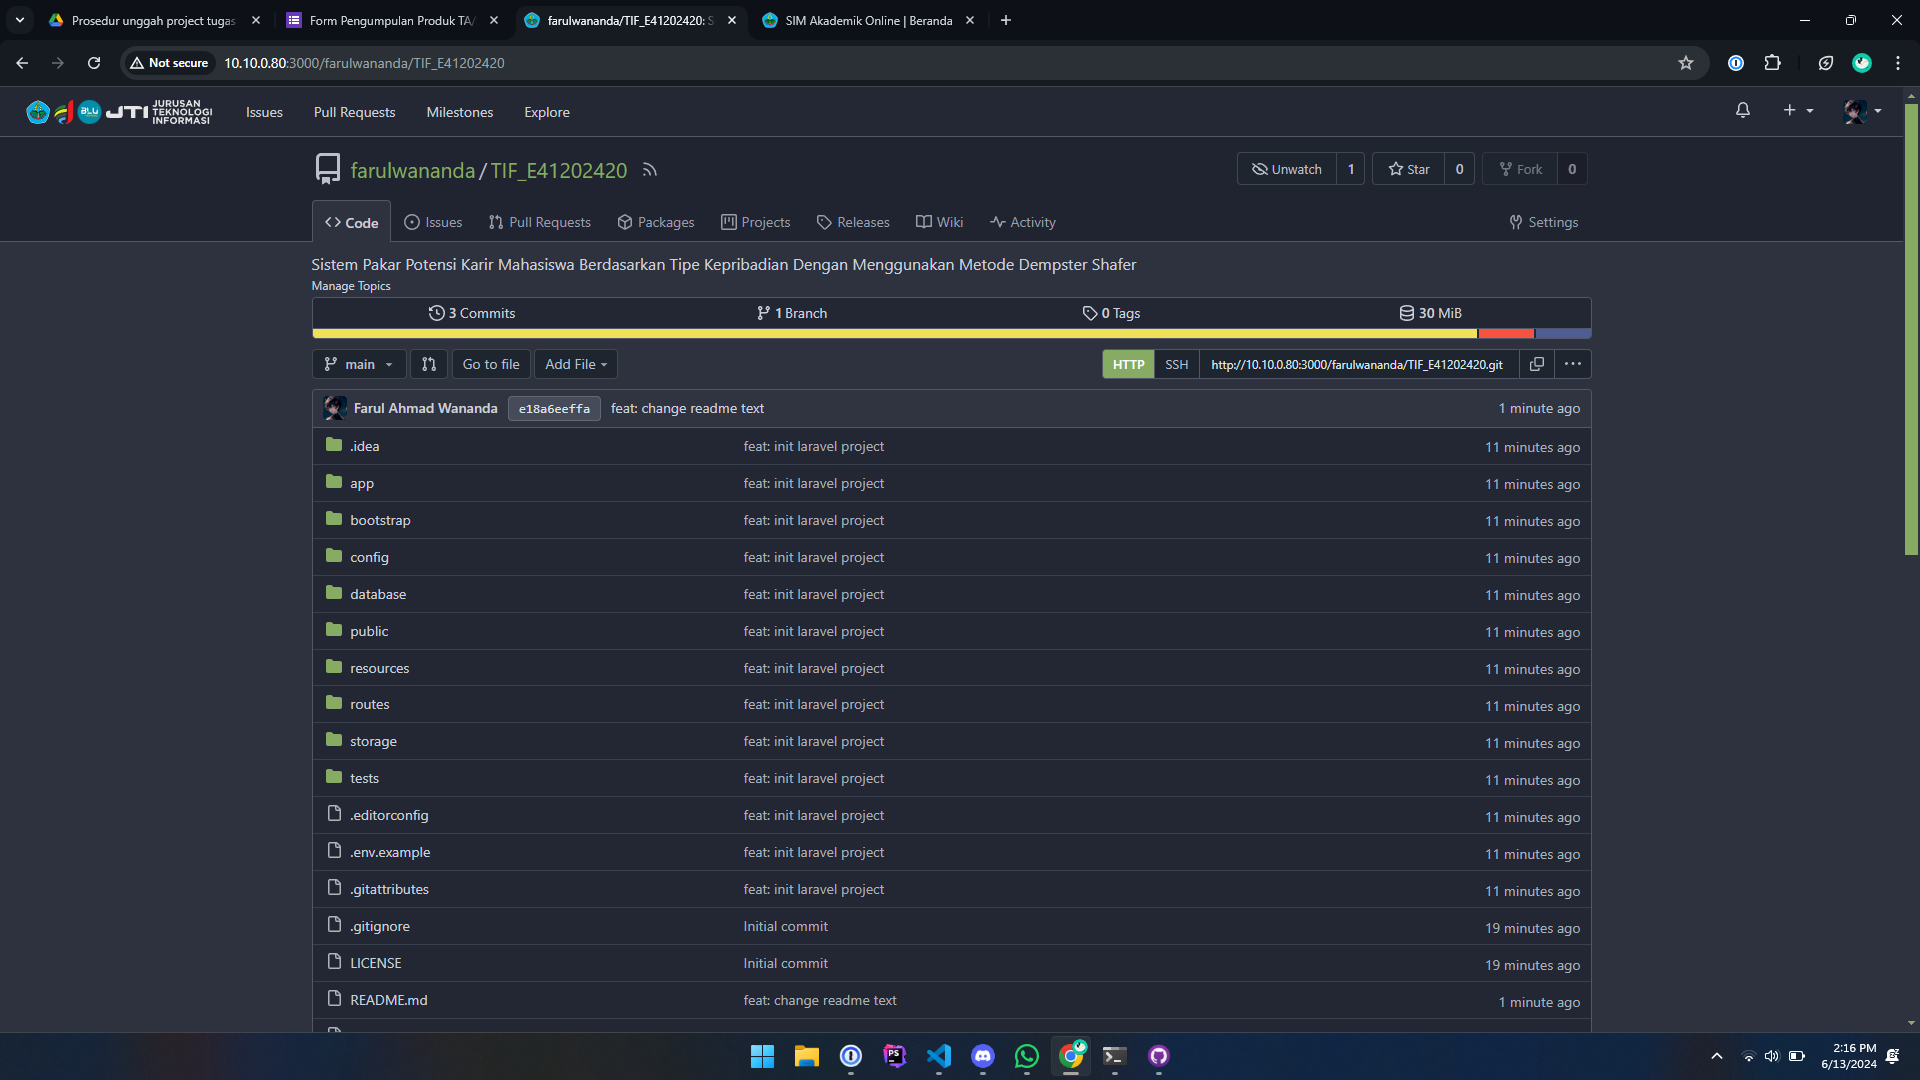 Prosedur unggah project tugas
Form Pengumpulan Produk TA/
farulwananda/TIF_E41202420: S
SIM Akademik Online | Beranda
Not secure
10.10.0.80:3000/farulwananda/TIF_E41202420
BLU
JTI JURUSAN TEKNOLOGI INFORMASI
Issues
Pull Requests
Milestones
Explore
farulwananda/TIF_E41202420
Unwatch 1
Star 0
Fork 0
Code
Issues
Pull Requests
Packages
Projects
Releases
Wiki
Activity
Settings
Sistem Pakar Potensi Karir Mahasiswa Berdasarkan Tipe Kepribadian Dengan Menggunakan Metode Dempster Shafer
Manage Topics
3 Commits
1 Branch
0 Tags
30 MiB
main
Go to file
Add File
HTTP
SSH
http://10.10.0.80:3000/farulwananda/TIF_E41202420.git
Farul Ahmad Wananda e18a6eeffa feat: change readme text 1 minute ago
.idea feat: init laravel project 11 minutes ago
app feat: init laravel project 11 minutes ago
bootstrap feat: init laravel project 11 minutes ago
config feat: init laravel project 11 minutes ago
database feat: init laravel project 11 minutes ago
public feat: init laravel project 11 minutes ago
resources feat: init laravel project 11 minutes ago
routes feat: init laravel project 11 minutes ago
storage feat: init laravel project 11 minutes ago
tests feat: init laravel project 11 minutes ago
.editorconfig feat: init laravel project 11 minutes ago
.env.example feat: init laravel project 11 minutes ago
.gitattributes feat: init laravel project 11 minutes ago
.gitignore Initial commit 19 minutes ago
LICENSE Initial commit 19 minutes ago
README.md feat: change readme text 1 minute ago
PS
2:16 PM
6/13/2024